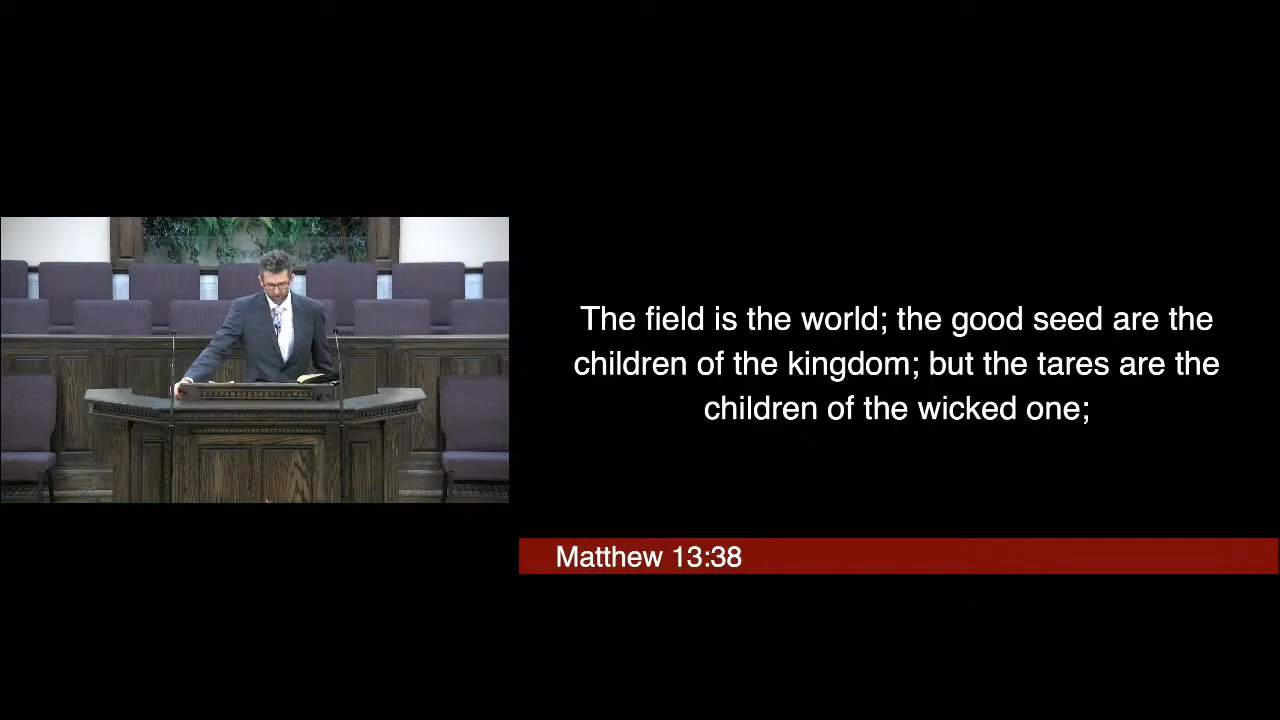 The field is the world; the good seed are the
children of the kingdom; but the tares are the
children of the wicked one;
Matthew 13:38